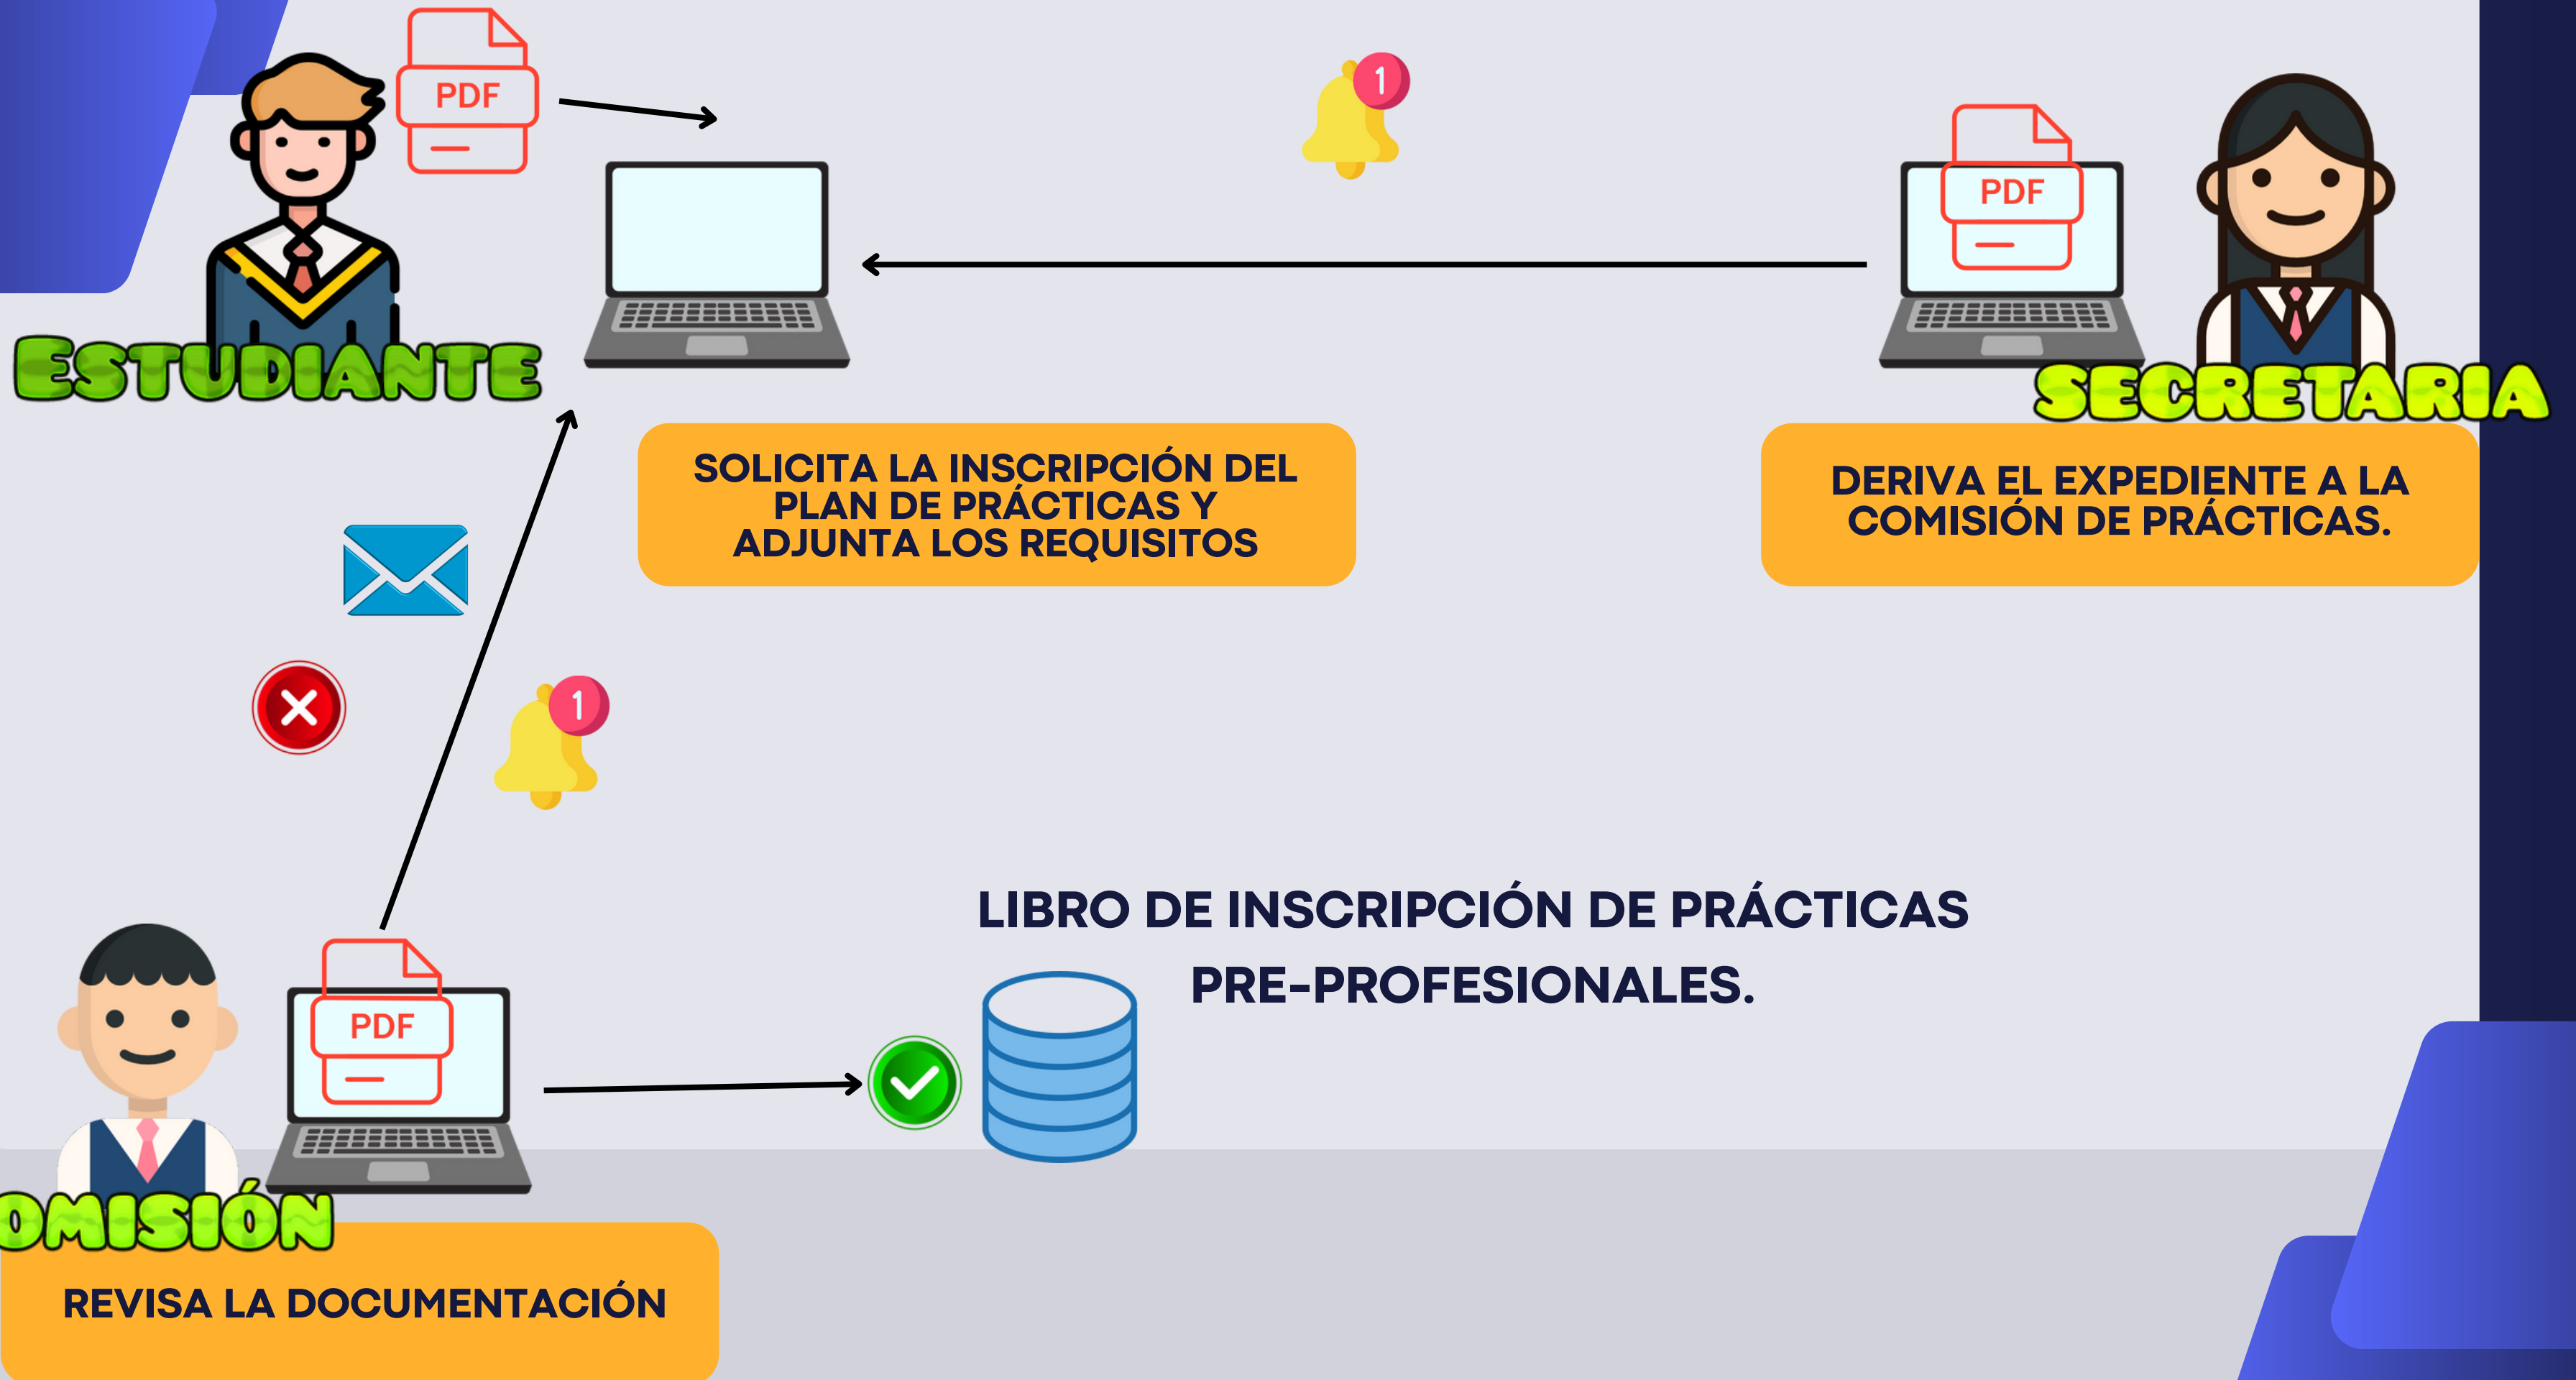 PDF
1
PDF
ESTUDIANTE
SECRETARIA
SOLICITA LA INSCRIPCIÓN DEL
PLAN DE PRÁCTICAS Y
ADJUNTA LOS REQUISITOS
DERIVA EL EXPEDIENTE A LA
COMISIÓN DE PRÁCTICAS.
1
LIBRO DE INSCRIPCIÓN DE PRÁCTICAS
PRE-PROFESIONALES.
PDF
OMISIÓN
REVISA LA DOCUMENTACIÓN